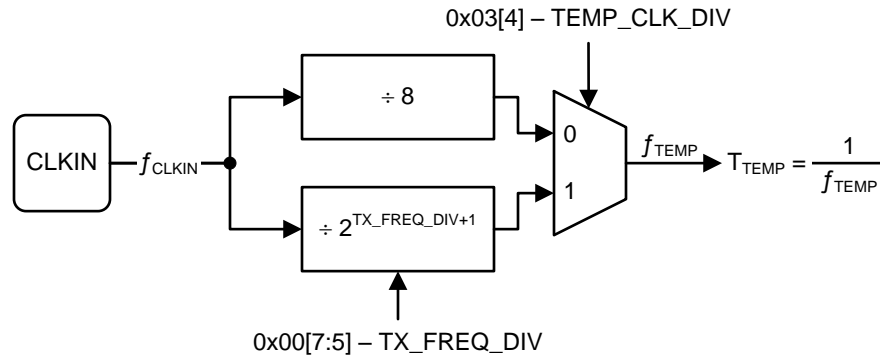 0x03[4] – TEMP_CLK_DIV
÷ 8
CLKIN
fCLKIN
0
1
fTEMP
TTEMP = 1 / fTEMP
÷ 2TX_FREQ_DIV+1
0x00[7:5] – TX_FREQ_DIV